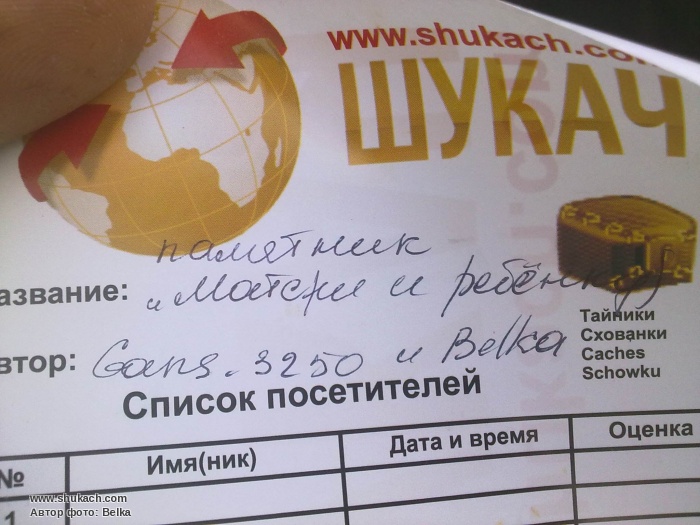 www.shukach.com
ШУКАЧ
памятник
азвание: „Матери и ребёнку"
Тайники
Схованки
Caches
Schowku
втор: Gans.3250 и Belka
Список посетителей
№ Имя(ник) Дата и время Оценка
1
www.shukach.com
Автор фото: Belka